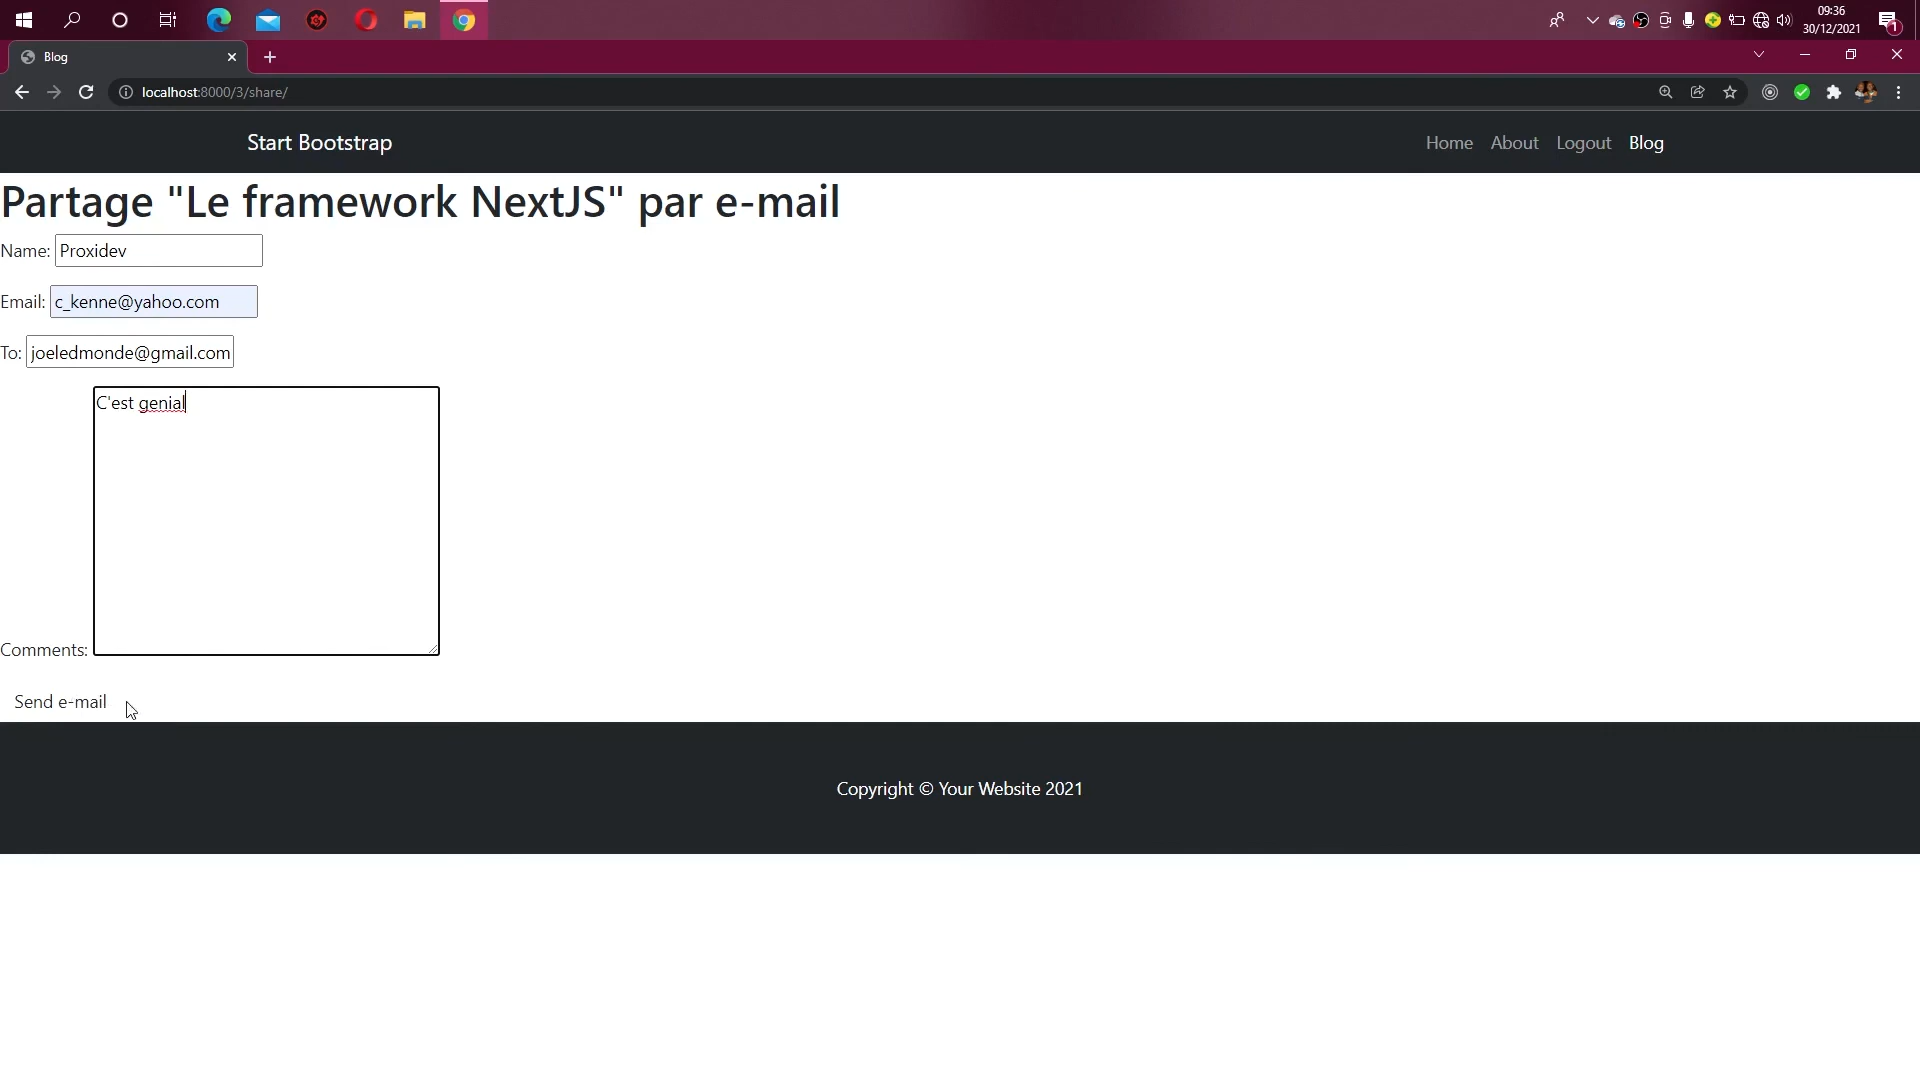 09:36
30/12/2021
1
Blog
localhost:8000/3/share/
Start Bootstrap
Home About Logout Blog
Partage "Le framework NextJS" par e-mail
Name: Proxidev
Email: c_kenne@yahoo.com
To: joeledmonde@gmail.com
C'est genial
Comments:
Send e-mail
Copyright © Your Website 2021